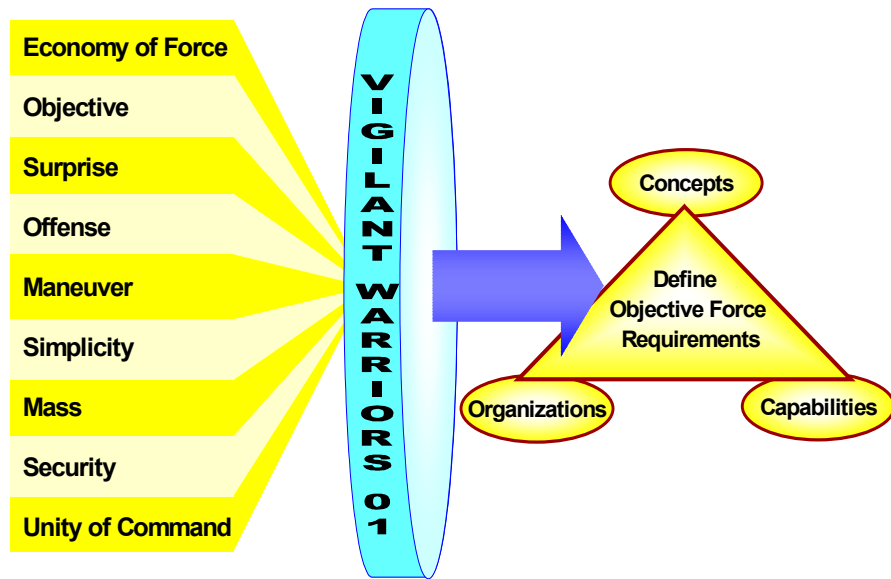 Economy of Force
Objective
Surprise
Offense
Maneuver
Simplicity
Mass
Security
Unity of Command
VIGILANT WARRIORS 01
Concepts
Define
Objective Force
Requirements
Organizations
Capabilities